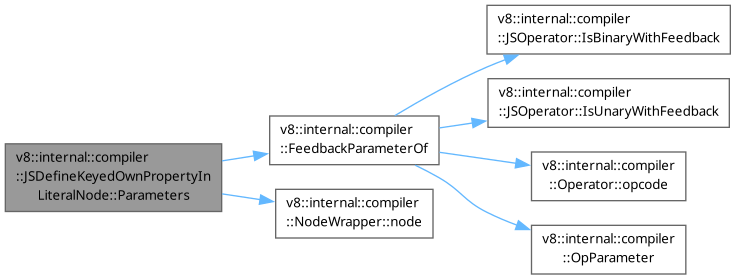 v8::internal::compiler
::JSDefineKeyedOwnPropertyIn
LiteralNode::Parameters
v8::internal::compiler
::FeedbackParameterOf
v8::internal::compiler
::NodeWrapper::node
v8::internal::compiler
::JSOperator::IsBinaryWithFeedback
v8::internal::compiler
::JSOperator::IsUnaryWithFeedback
v8::internal::compiler
::Operator::opcode
v8::internal::compiler
::OpParameter